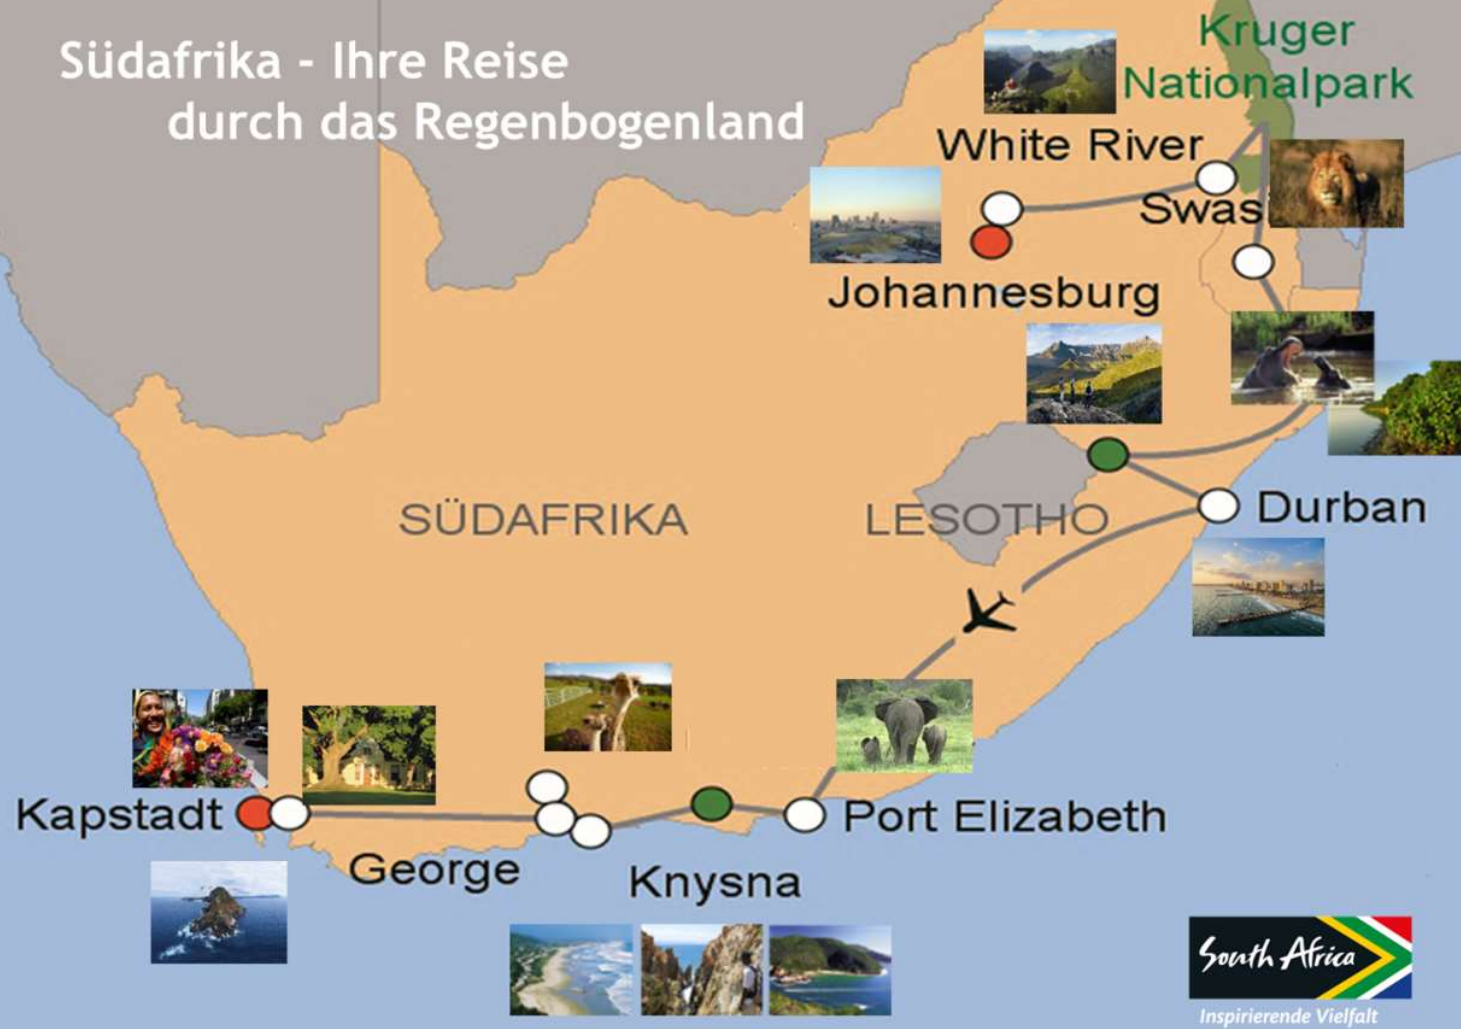 Südafrika - Ihre Reise
durch das Regenbogenland
Kruger
Nationalpark
White River
Swas
Johannesburg
SÜDAFRIKA
LESOTHO
Durban
Kapstadt
Port Elizabeth
George
Knysna
South Africa
Inspirierende Vielfalt